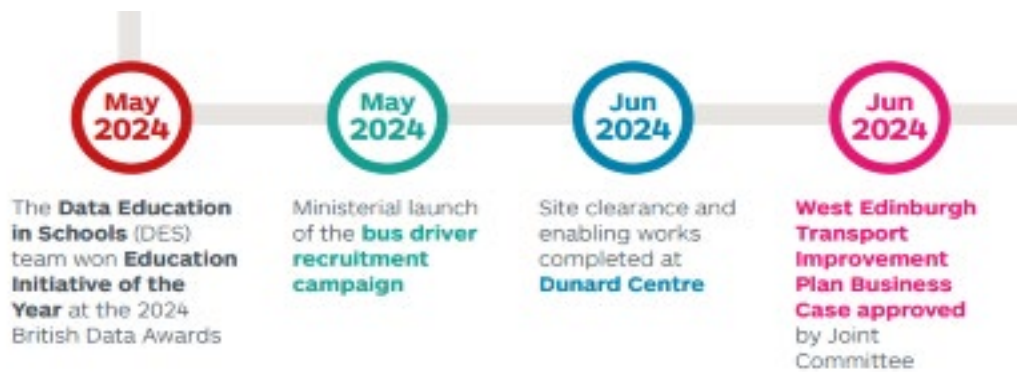 May
2024
The Data Education
in Schools (DES)
team won Education
Initiative of the
Year at the 2024
British Data Awards
May
2024
Ministerial launch
of the bus driver
recruitment
campaign
Jun
2024
Site clearance and
enabling works
completed at
Dunard Centre
Jun
2024
West Edinburgh
Transport
Improvement
Plan Business
Case approved
by Joint
Committee